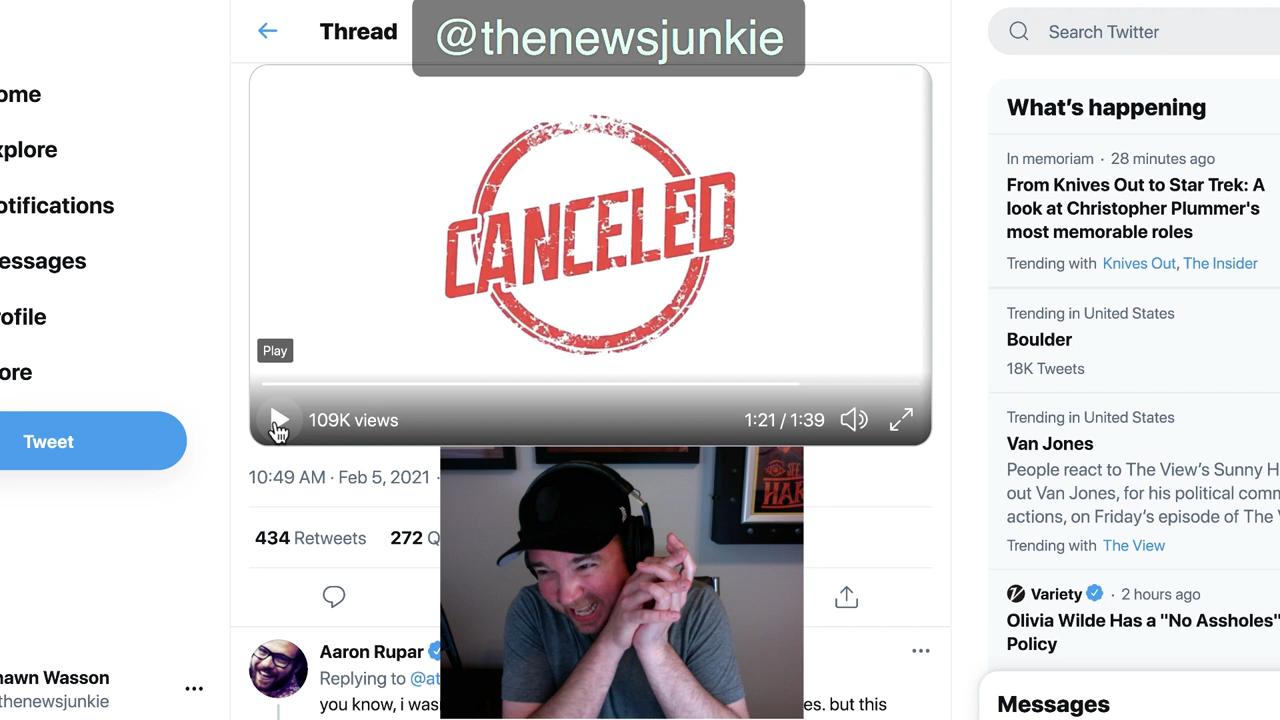 @thenewsjunkie
Thread
Search Twitter
ome
xplore
otifications
essages
rofile
ore
Tweet
hawn Wasson
thenewsjunkie
CANCELED
Play
109K views
1:21 / 1:39
10:49 AM · Feb 5, 2021 ·
434 Retweets 272 Q
Aaron Rupar
Replying to @at
you know, i was
es. but this
What's happening
In memoriam · 28 minutes ago
From Knives Out to Star Trek: A
look at Christopher Plummer's
most memorable roles
Trending with Knives Out, The Insider
Trending in United States
Boulder
18K Tweets
Trending in United States
Van Jones
People react to The View's Sunny H
out Van Jones, for his political comm
actions, on Friday's episode of The V
Trending with The View
Variety · 2 hours ago
Olivia Wilde Has a "No Assholes"
Policy
Messages